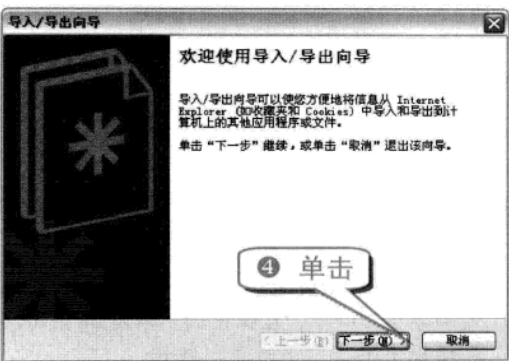 导入/导出向导
欢迎使用导入/导出向导
导入/导出向导可以使您方便地将信息从 Internet
Explorer (如收藏夹和 Cookies) 中导入和导出到计
算机上的其他应用程序或文件。
单击“下一步”继续，或单击“取消”退出该向导。
④ 单击
< 上一步(B) 下一步(N) > 取消